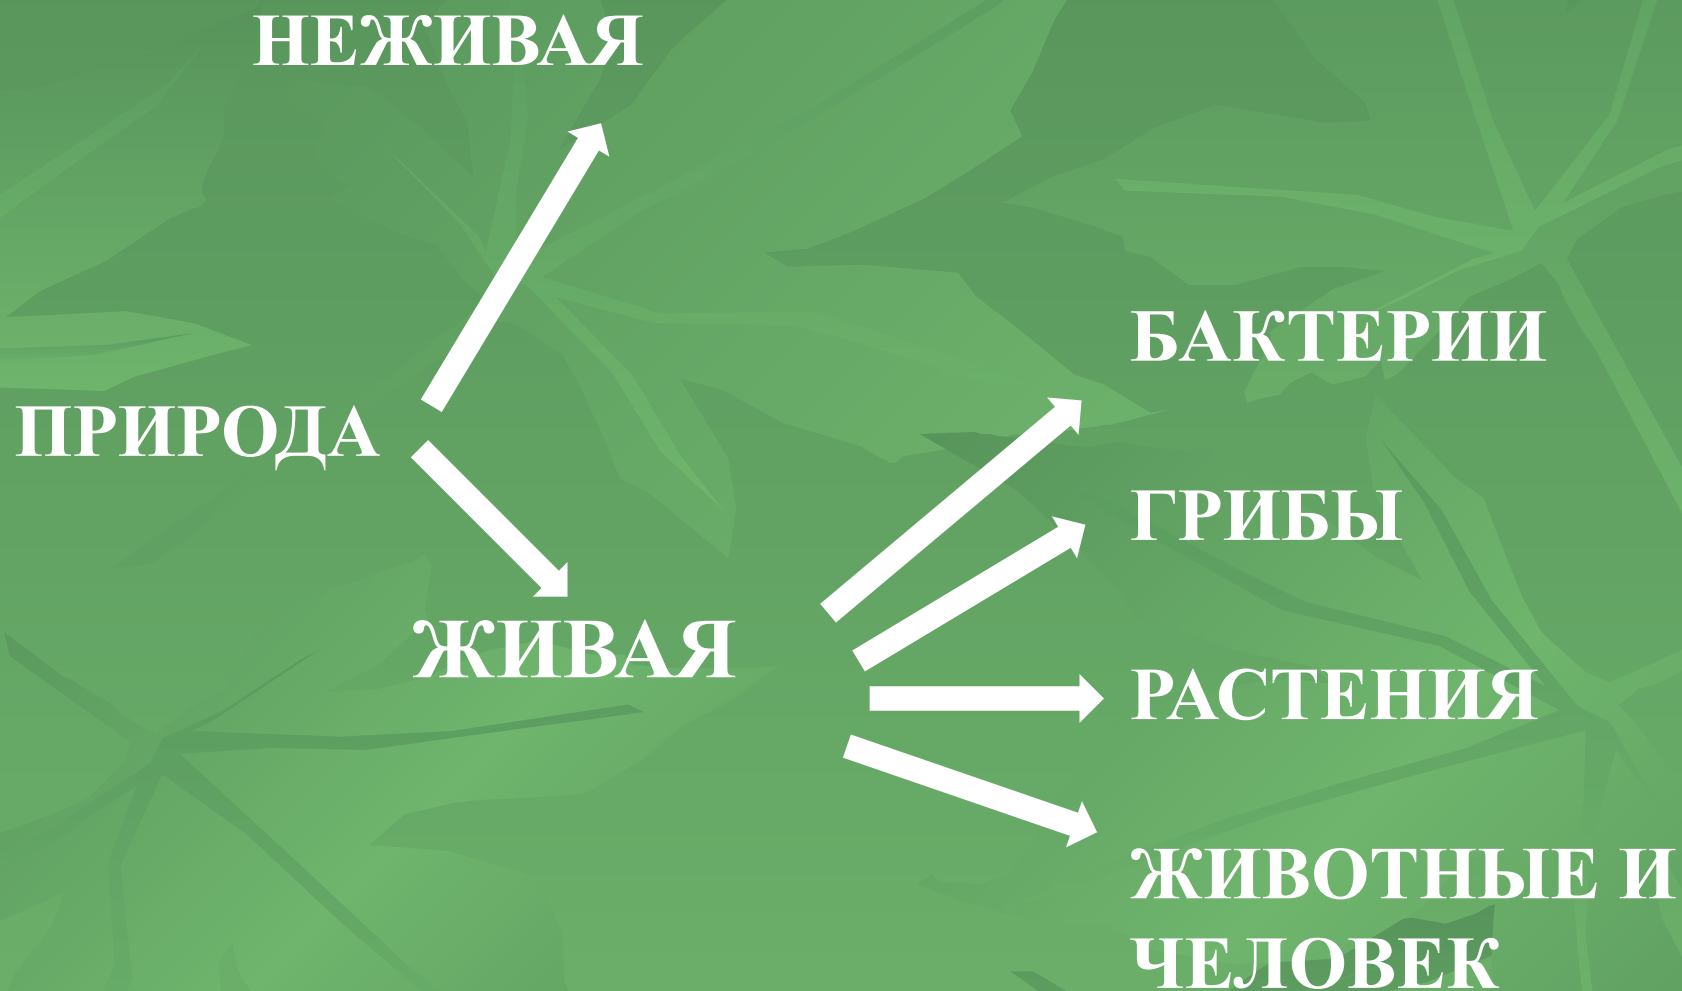 НЕЖИВАЯ
ПРИРОДА
ЖИВАЯ
БАКТЕРИИ
ГРИБЫ
РАСТЕНИЯ
ЖИВОТНЫЕ И
ЧЕЛОВЕК